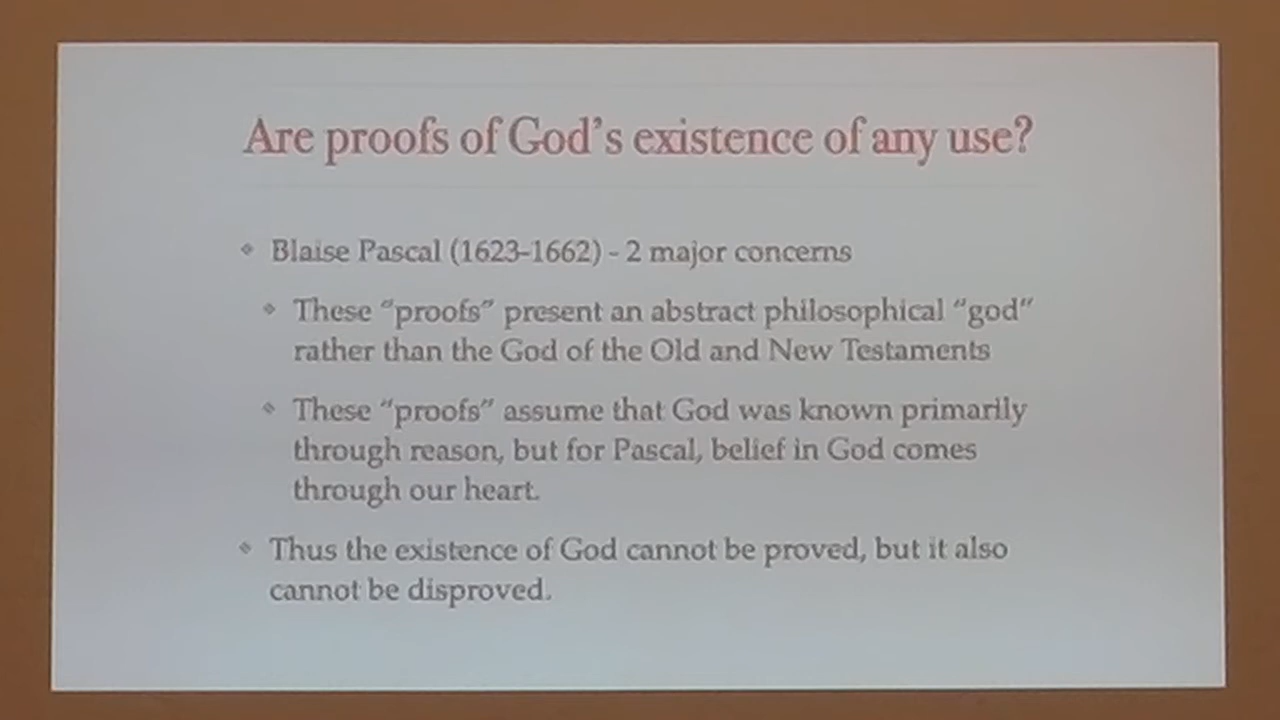 Are proofs of God's existence of any use?
Blaise Pascal (1623-1662) - 2 major concerns
These “proofs” present an abstract philosophical “god”
rather than the God of the Old and New Testaments
These “proofs” assume that God was known primarily
through reason, but for Pascal, belief in God comes
through our heart.
Thus the existence of God cannot be proved, but it also
cannot be disproved.